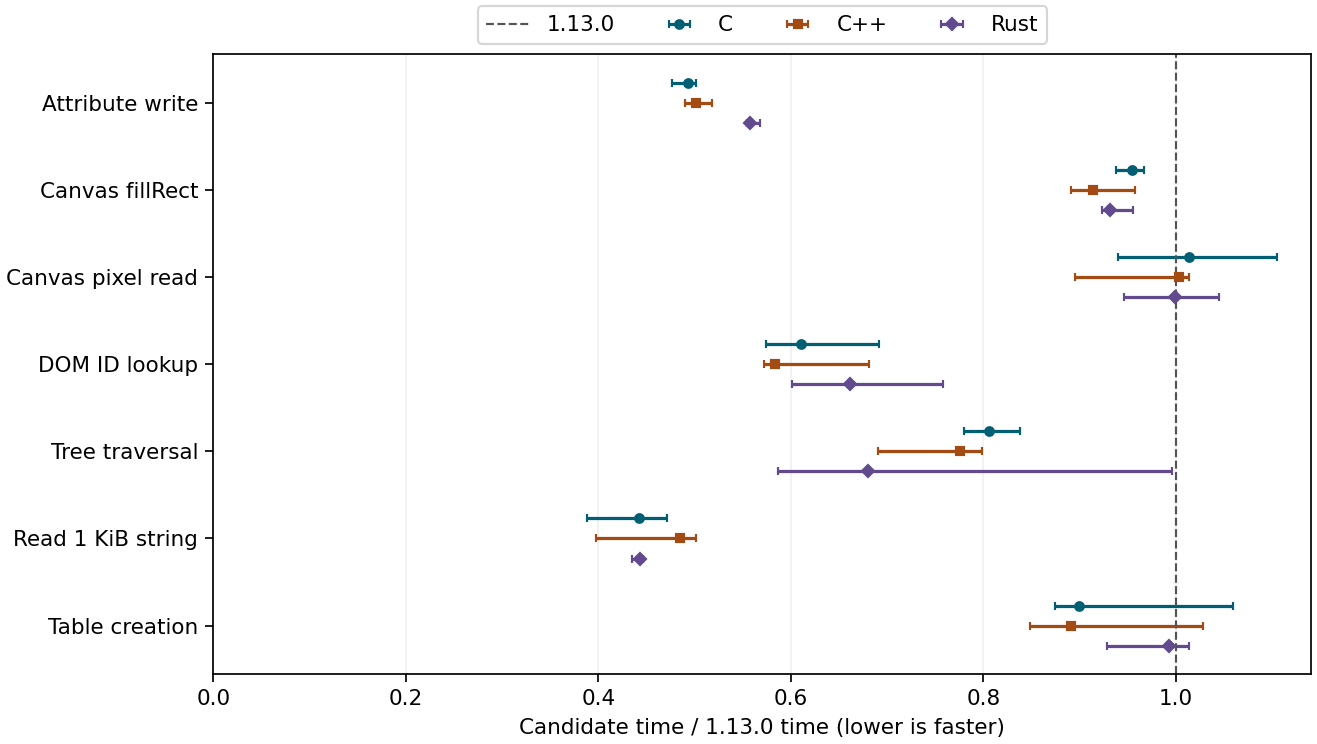 1.13.0 C C++ Rust
Attribute write
Canvas fillRect
Canvas pixel read
DOM ID lookup
Tree traversal
Read 1 KiB string
Table creation
0.0 0.2 0.4 0.6 0.8 1.0
Candidate time / 1.13.0 time (lower is faster)